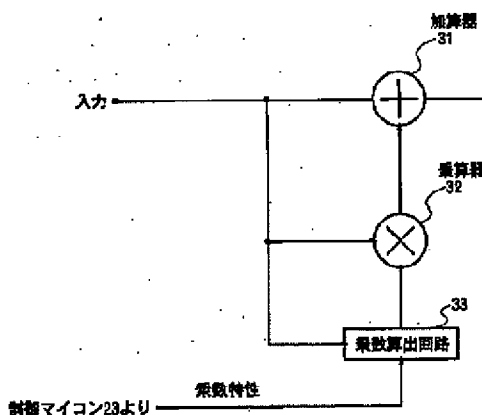 加算器
31
入力
乗算器
32
33
乗数算出回路
乗数特性
制御マイコン23より